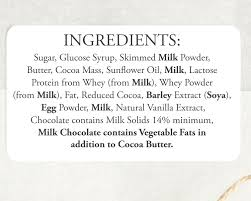 INGREDIENTS:
Sugar, Glucose Syrup, Skimmed Milk Powder,
Butter, Cocoa Mass, Sunflower Oil, Milk, Lactose
Protein from Whey (from Milk), Whey Powder
(from Milk), Fat, Reduced Cocoa, Barley Extract (Soya),
Egg Powder, Milk, Natural Vanilla Extract,
Chocolate contains Milk Solids 14% minimum,
Milk Chocolate contains Vegetable Fats in
addition to Cocoa Butter.